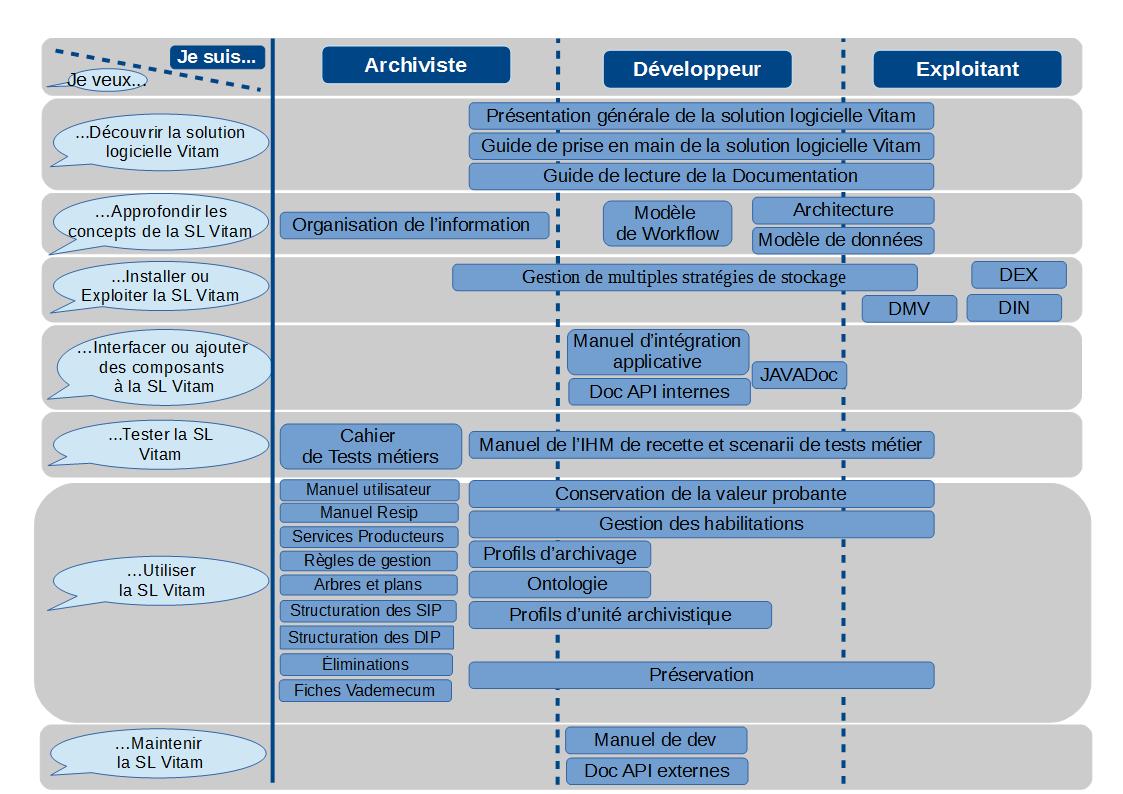 Je suis...
Je veux...
Archiviste
Développeur
Exploitant
...Découvrir la solution
logicielle Vitam
Présentation générale de la solution logicielle Vitam
Guide de prise en main de la solution logicielle Vitam
Guide de lecture de la Documentation
...Approfondir les
concepts de la SL Vitam
Organisation de l'information
Modèle
de Workflow
Architecture
Modèle de données
...Installer ou
Exploiter la SL Vitam
Gestion de multiples stratégies de stockage
DEX
DMV
DIN
...Interfacer ou ajouter
des composants
à la SL Vitam
Manuel d'intégration
applicative
JAVADoc
Doc API internes
...Tester la SL
Vitam
Cahier
de Tests métiers
Manuel de l'IHM de recette et scenarii de tests métier
...Utiliser
la SL Vitam
Manuel utilisateur
Manuel Resip
Services Producteurs
Règles de gestion
Arbres et plans
Structuration des SIP
Structuration des DIP
Éliminations
Fiches Vademecum
Conservation de la valeur probante
Gestion des habilitations
Profils d'archivage
Ontologie
Profils d'unité archivistique
Préservation
...Maintenir
la SL Vitam
Manuel de dev
Doc API externes